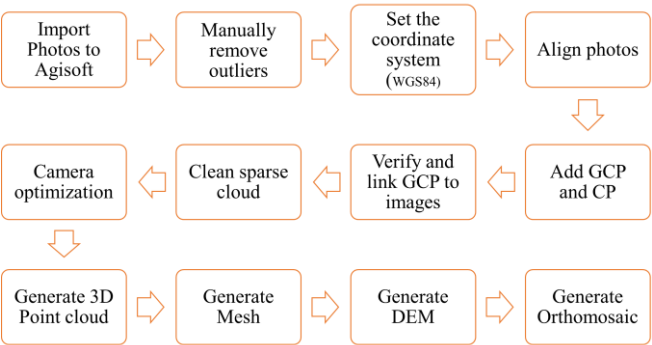 Import
Photos to
Agisoft
Manually
remove
outliers
Set the
coordinate
system
(WGS84)
Align photos
Add GCP
and CP
Verify and
link GCP to
images
Clean sparse
cloud
Camera
optimization
Generate 3D
Point cloud
Generate
Mesh
Generate
DEM
Generate
Orthomosaic